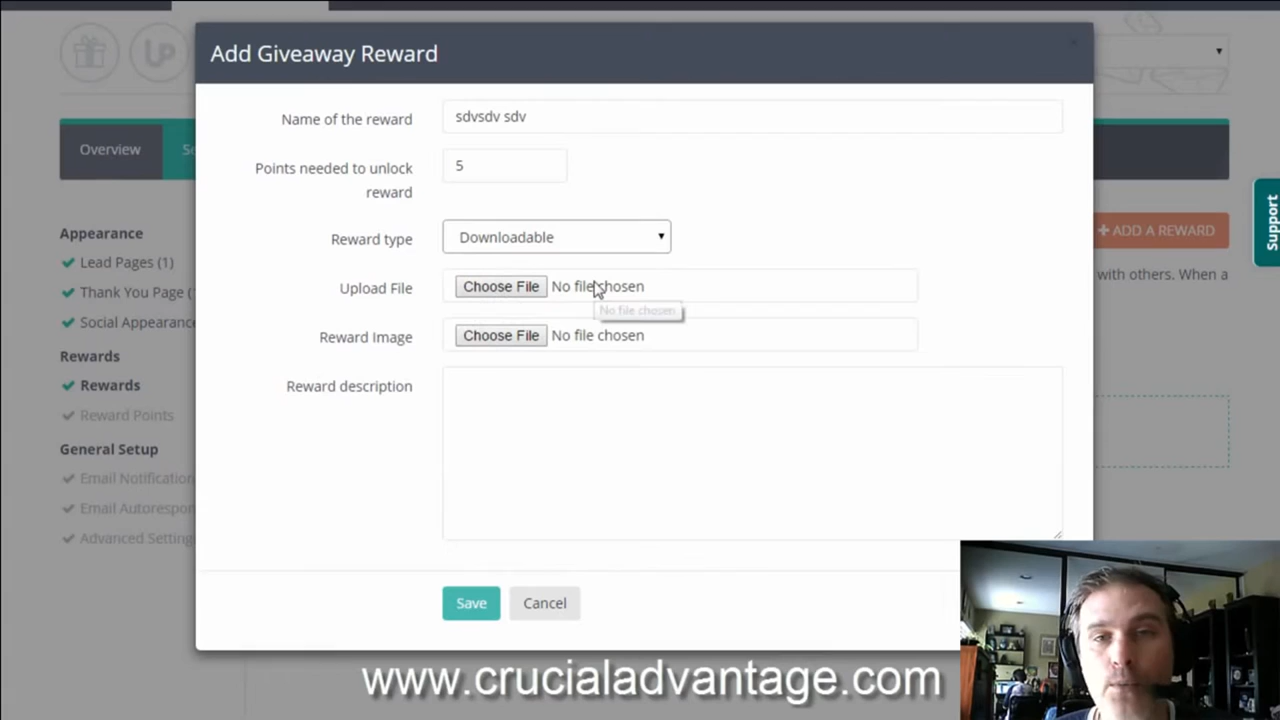 Add Giveaway Reward
UP
Name of the reward
sdvsdv sdv
Overview
Se
Points needed to unlock
reward
5
Reward type
Downloadable
+ ADD A REWARD
Support
Appearance
Lead Pages (1)
Upload File
Choose File No file chosen
No file chosen
with others. When a
Thank You Page (
Social Appearance
Reward Image
Choose File No file chosen
Rewards
Rewards
Reward Points
Reward description
General Setup
Email Notification
Email Autorespon
Advanced Setting
Save
Cancel
www.crucialadvantage.com